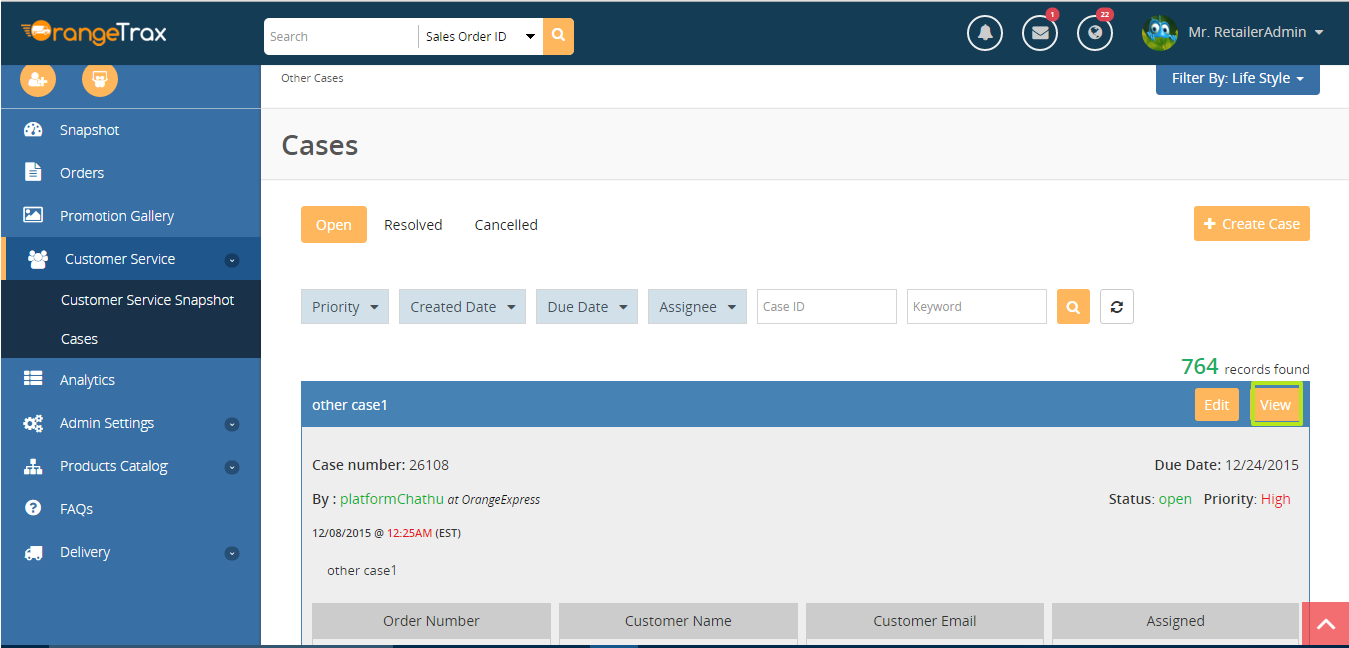 OrangeTrax
Search
Sales Order ID
1
22
Mr. RetailerAdmin
Other Cases
Filter By: Life Style
Snapshot
Orders
Promotion Gallery
Customer Service
Customer Service Snapshot
Cases
Analytics
Admin Settings
Products Catalog
FAQs
Delivery
Cases
Open Resolved Cancelled
+ Create Case
Priority Created Date Due Date Assignee Case ID Keyword
764 records found
other case1
Edit View
Case number: 26108
Due Date: 12/24/2015
By : platformChathu at OrangeExpress
Status: open Priority: High
12/08/2015 @ 12:25AM (EST)
other case1
Order Number Customer Name Customer Email Assigned